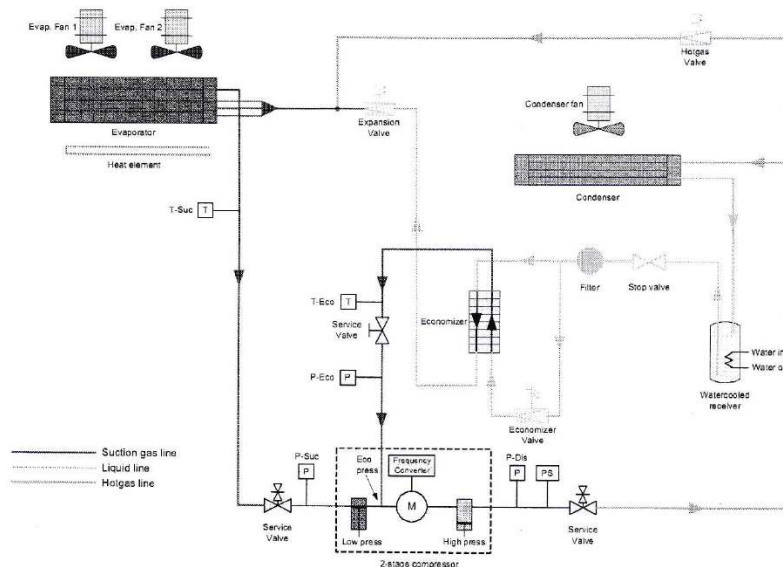 Evap. Fan 1
Evap. Fan 2
Hotgas
Valve
Condenser fan
Expansion
Valve
Evaporator
Heat element
Condenser
T-Suc
T
T-Eco
T
Service
Valve
Economizer
Filter
Stop valve
P-Eco
P
Water in
Water o
Watercooled
receiver
Economizer
Valve
Suction gas line
Liquid line
Hotgas line
P-Suc
P
Eco
press
Frequency
Converter
M
P-Dis
P
PS
Service
Valve
Low press
High press
Service
Valve
2-stage compressor